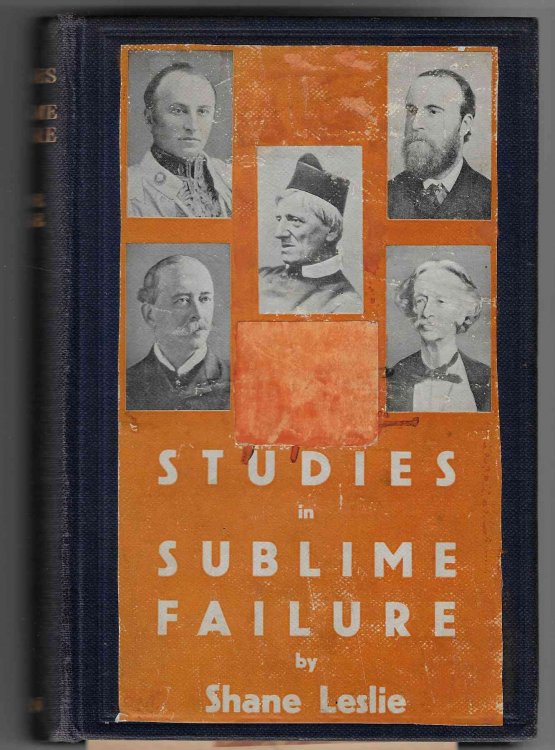 STUDIES
in
SUBLIME
FAILURE
by
Shane Leslie